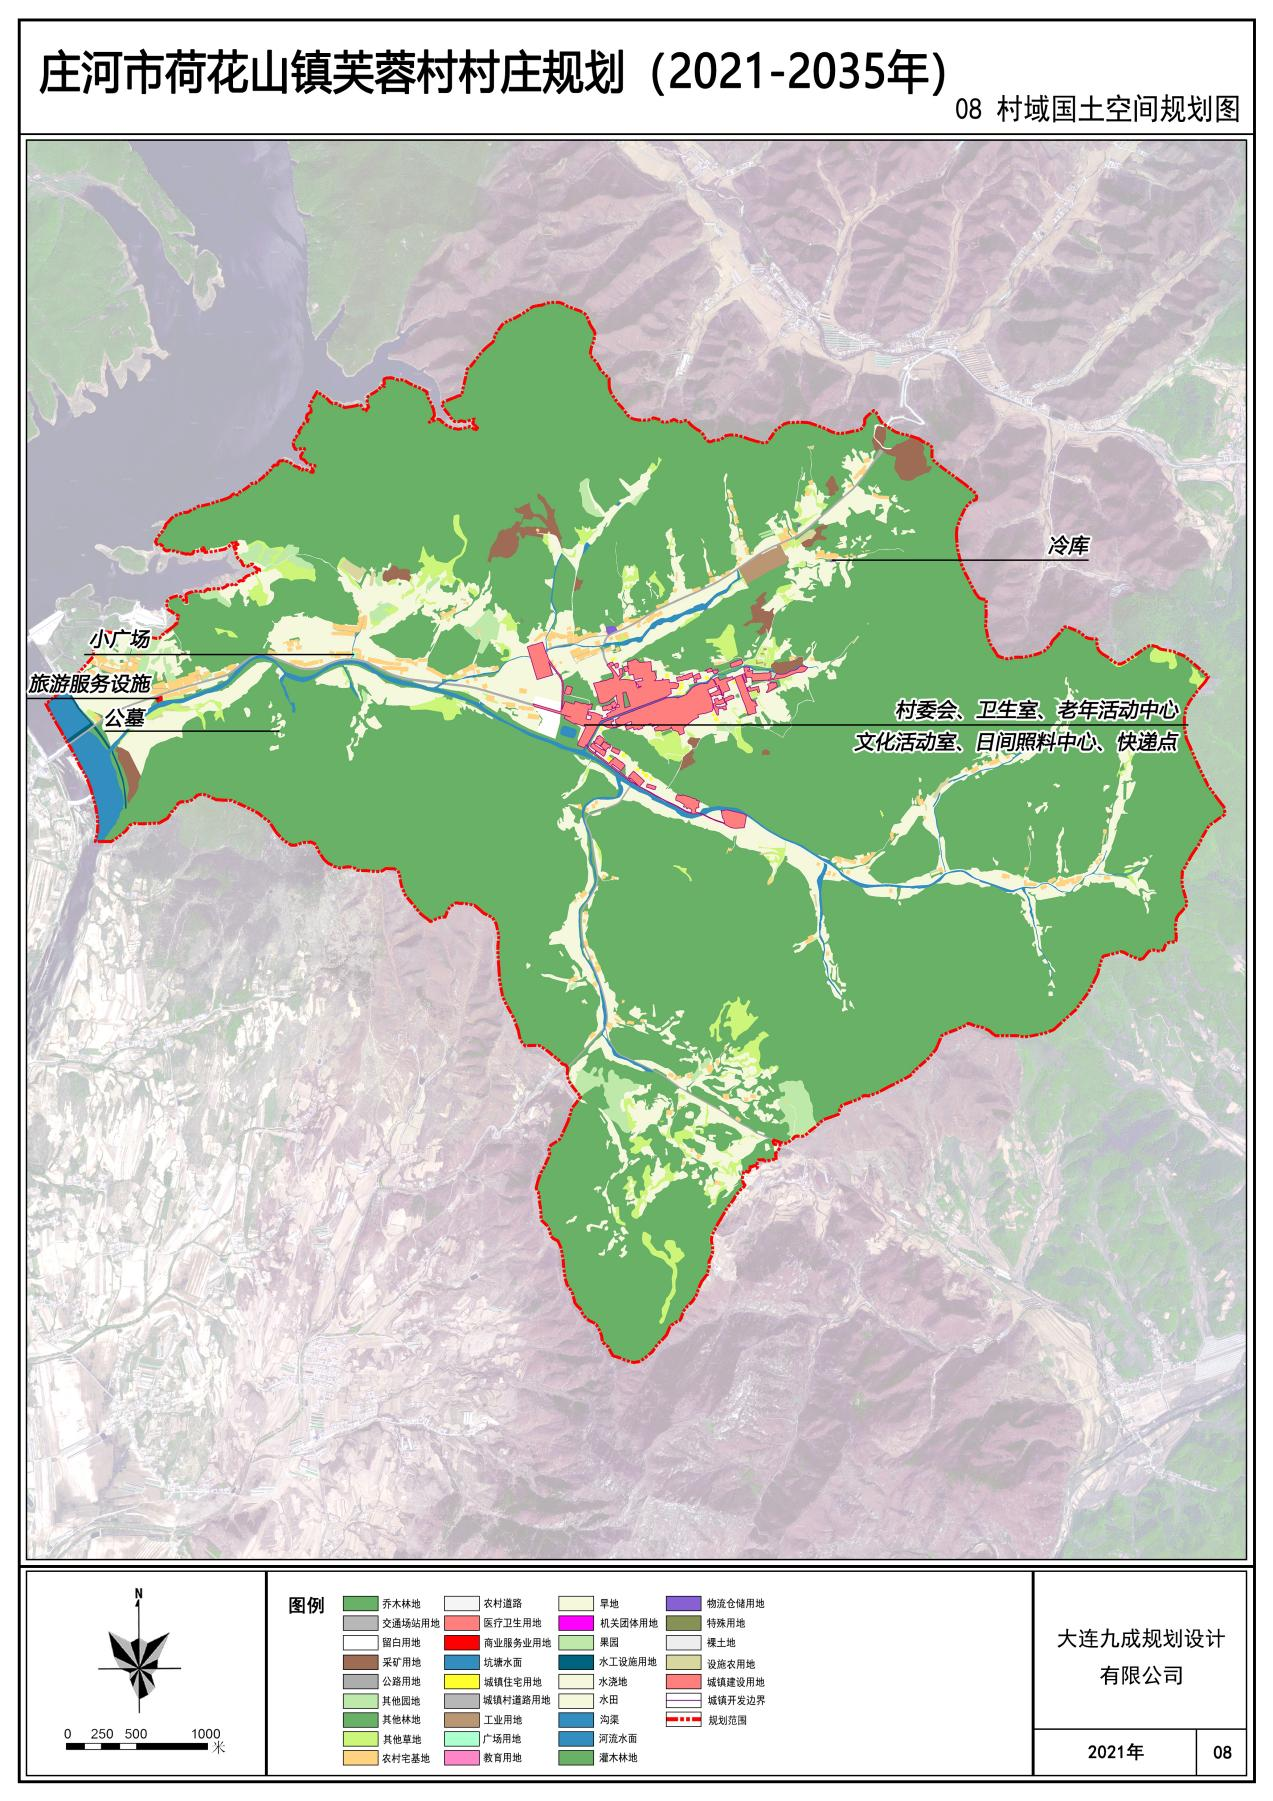 庄河市荷花山镇芙蓉村村庄规划（2021-2035年）
08 村域国土空间规划图
冷库
小广场
旅游服务设施
公墓
村委会、卫生室、老年活动中心
文化活动室、日间照料中心、快递点
N
0 250 500 1000
米
图例
乔木林地
交通场站用地
留白用地
采矿用地
公路用地
其他园地
其他林地
其他草地
农村宅基地
农村道路
医疗卫生用地
商业服务业用地
坑塘水面
城镇住宅用地
城镇村道路用地
工业用地
广场用地
教育用地
旱地
机关团体用地
果园
水工设施用地
水浇地
水田
沟渠
河流水面
灌木林地
物流仓储用地
特殊用地
裸土地
设施农用地
城镇建设用地
城镇开发边界
规划范围
大连九成规划设计
有限公司
2021年
08